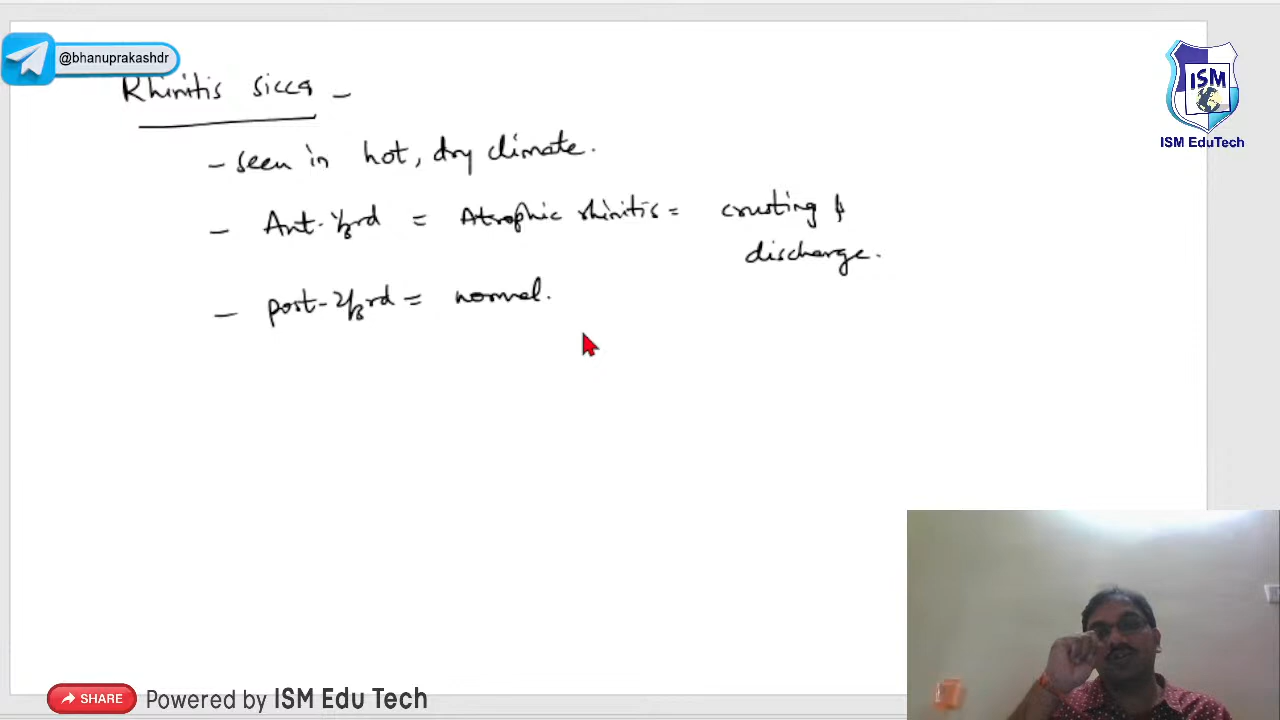 @bhanuprakashdr
Rhinitis sicca -
ISM
ISM EduTech
- seen in hot, dry climate.
- Ant. 1/3rd = Atrophic rhinitis = crusting &
discharge.
- post- 2/3rd = normal.
SHARE
Powered by ISM Edu Tech